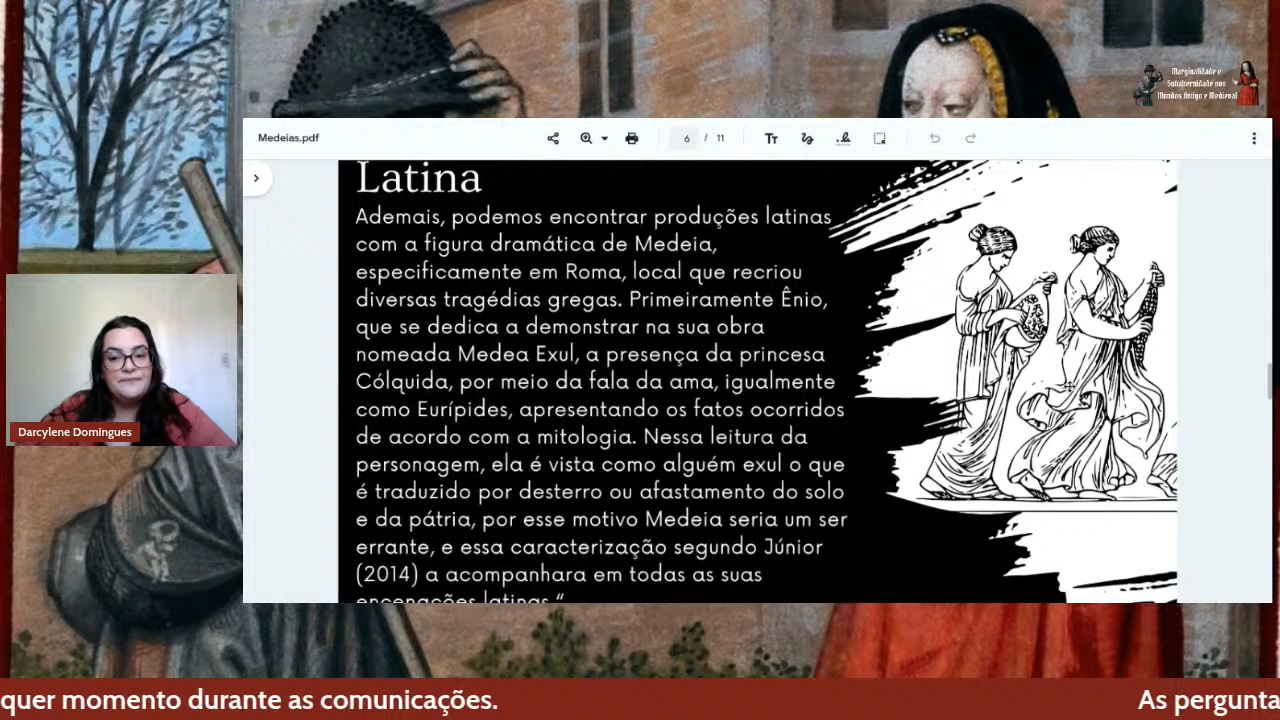 Marginalidade e
Subalternidade nos
Mundos Antigo e Medieval
Medeias.pdf
6 / 11
Latina
Ademais, podemos encontrar produções latinas
com a figura dramática de Medeia,
especificamente em Roma, local que recriou
diversas tragédias gregas. Primeiramente Ênio,
que se dedica a demonstrar na sua obra
nomeada Medea Exul, a presença da princesa
Cólquida, por meio da fala da ama, igualmente
como Eurípides, apresentando os fatos ocorridos
de acordo com a mitologia. Nessa leitura da
personagem, ela é vista como alguém exul o que
é traduzido por desterro ou afastamento do solo
e da pátria, por esse motivo Medeia seria um ser
errante, e essa caracterização segundo Júnior
(2014) a acompanhara em todas as suas
encenações latinas.“
Darcylene Domingues
quer momento durante as comunicações.
As pergunta